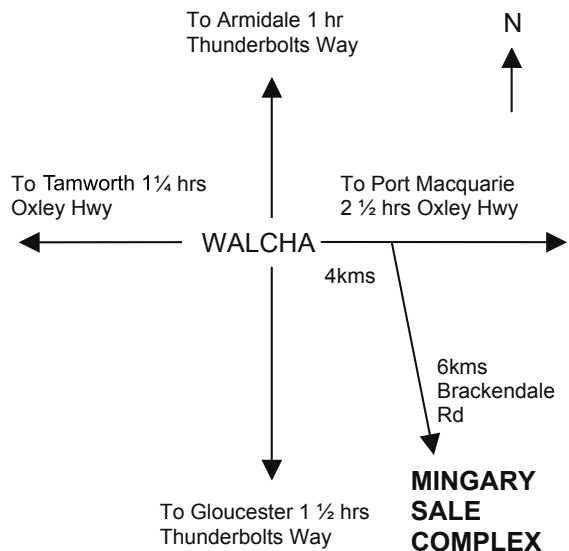 To Armidale 1 hr
Thunderbolts Way
N
To Tamworth 1¼ hrs
Oxley Hwy
To Port Macquarie
2 ½ hrs Oxley Hwy
WALCHA
4kms
6kms
Brackendale
Rd
MINGARY
SALE
COMPLEX
To Gloucester 1 ½ hrs
Thunderbolts Way